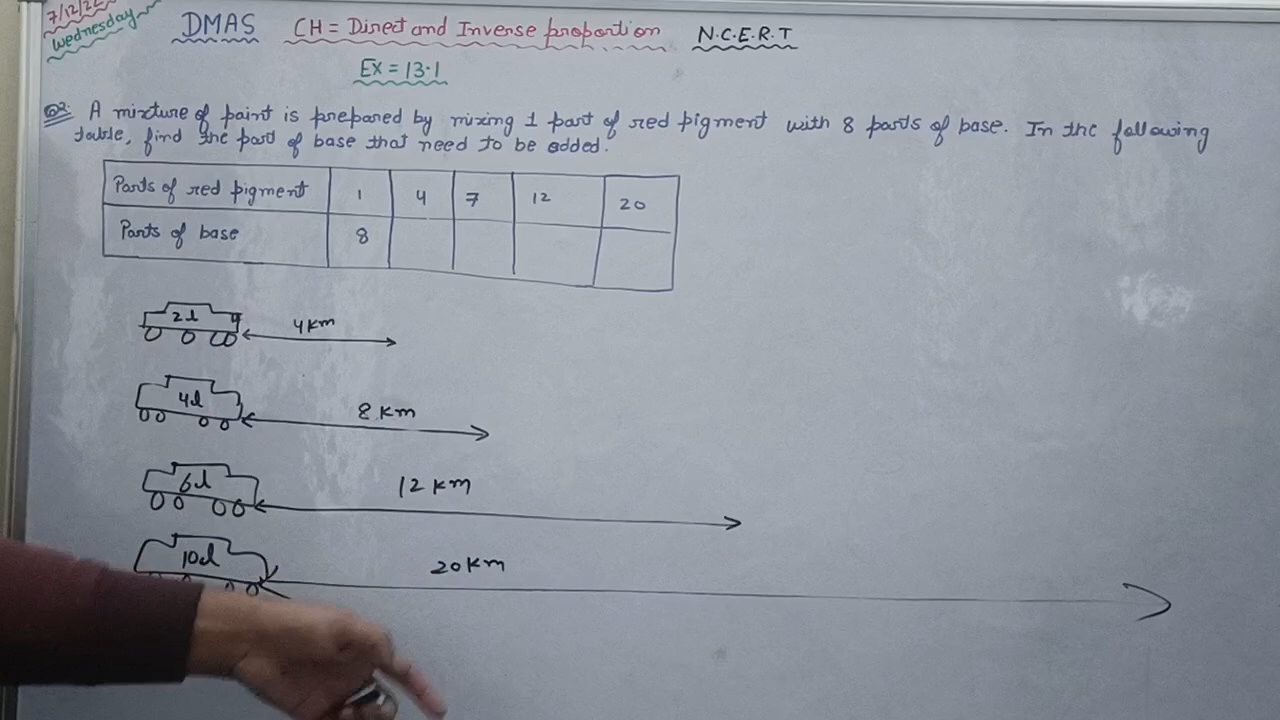 7/12/22
Wednesday
DMAS CH = Direct and Inverse proportion N.C.E.R.T
EX = 13.1
Q2. A mixture of paint is prepared by mixing 1 part of red pigment with 8 parts of base. In the following
table, find the part of base that need to be added.
Parts of red pigment 1 4 7 12 20
Parts of base 8
2l 4km
4l 8 km
6l 12 km
10l 20km